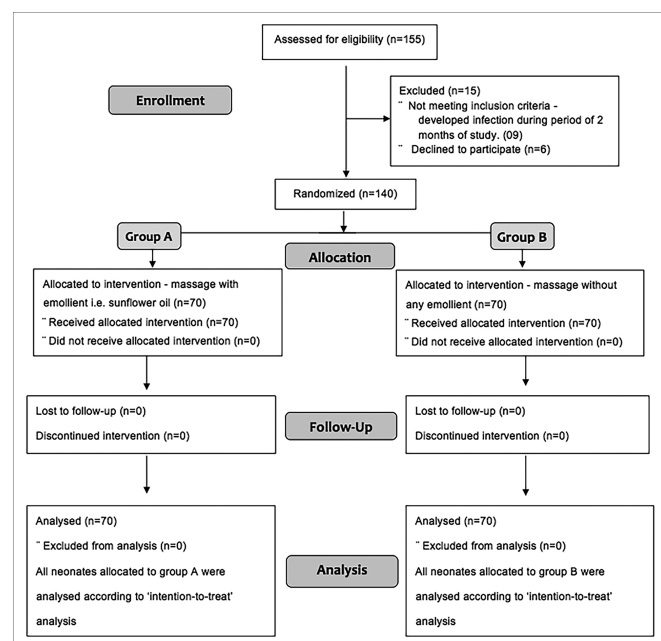 Assessed for eligibility (n=155)
Enrollment
Excluded (n=15)
¨ Not meeting inclusion criteria -
developed infection during period of 2
months of study. (09)
¨ Declined to participate (n=6)
Randomized (n=140)
Group A
Group B
Allocation
Allocated to intervention - massage with
emollient i.e. sunflower oil (n=70)
¨ Received allocated intervention (n=70)
¨ Did not receive allocated intervention (n=0)
Allocated to intervention - massage without
any emollient (n=70)
¨ Received allocated intervention (n=70)
¨ Did not receive allocated intervention (n=0)
Follow-Up
Lost to follow-up (n=0)
Discontinued intervention (n=0)
Lost to follow-up (n=0)
Discontinued intervention (n=0)
Analysis
Analysed (n=70)
¨ Excluded from analysis (n=0)
All neonates allocated to group A were
analysed according to ‘intention-to-treat’
analysis
Analysed (n=70)
¨ Excluded from analysis (n=0)
All neonates allocated to group B were
analysed according to ‘intention-to-treat’
analysis